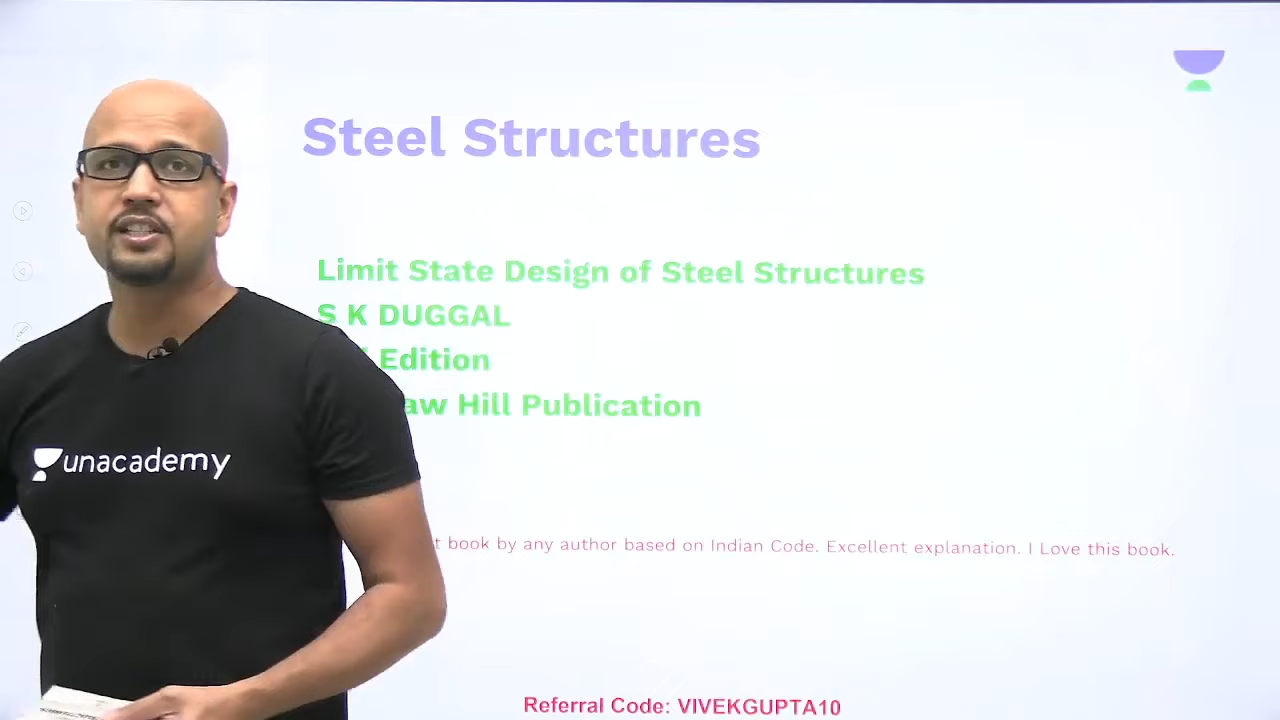 Steel Structures
Limit State Design of Steel Structures
S K DUGGAL
Edition
aw Hill Publication
unacademy
t book by any author based on Indian Code. Excellent explanation. I Love this book.
Referral Code: VIVEKGUPTA10